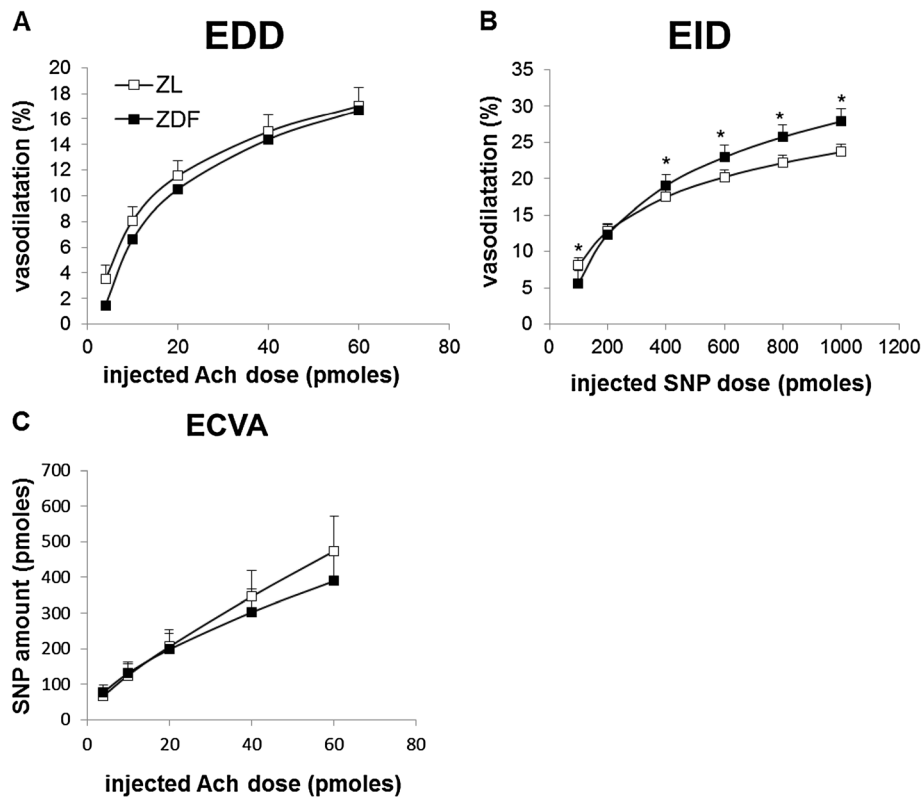 A
EDD
vasodilatation (%)
20
18
16
14
12
10
8
6
4
2
0
ZL
ZDF
0 20 40 60 80
injected Ach dose (pmoles)
B
EID
vasodilatation (%)
35
30
25
20
15
10
5
0
*
*
*
*
*
0 200 400 600 800 1000 1200
injected SNP dose (pmoles)
C
ECVA
SNP amount (pmoles)
700
600
500
400
300
200
100
0
0 20 40 60 80
injected Ach dose (pmoles)